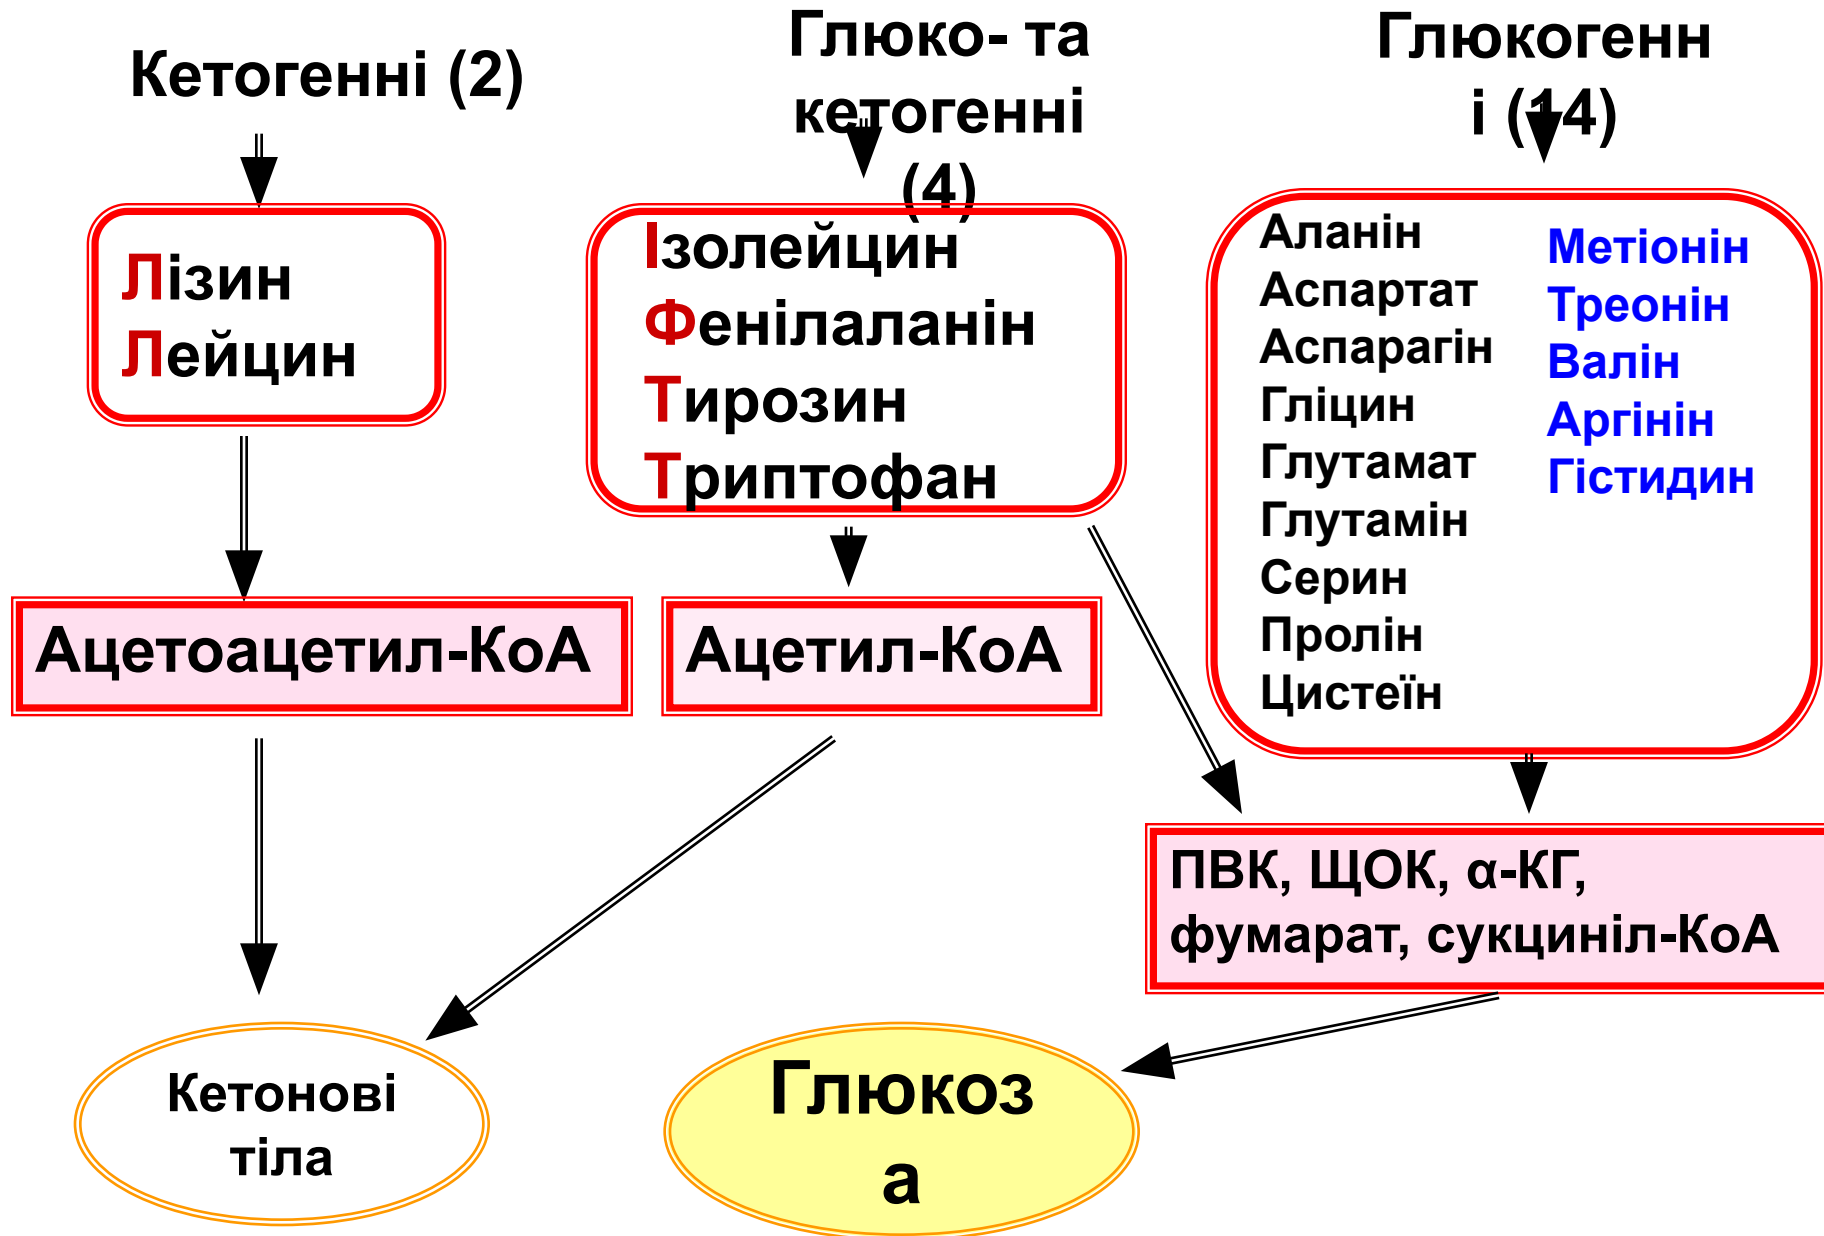 Кетогенні (2)
Глюко- та
кетогенні
(4)
Глюкогенн
і (14)
Лізин
Лейцин
Ізолейцин
Фенілаланін
Тирозин
Триптофан
Аланін
Аспартат
Аспарагін
Гліцин
Глутамат
Глутамін
Серин
Пролін
Цистеїн
Метіонін
Треонін
Валін
Аргінін
Гістидин
Ацетоацетил-КоА
Ацетил-КоА
ПВК, ЩОК, α-КГ,
фумарат, сукциніл-КоА
Кетонові
тіла
Глюкоз
а